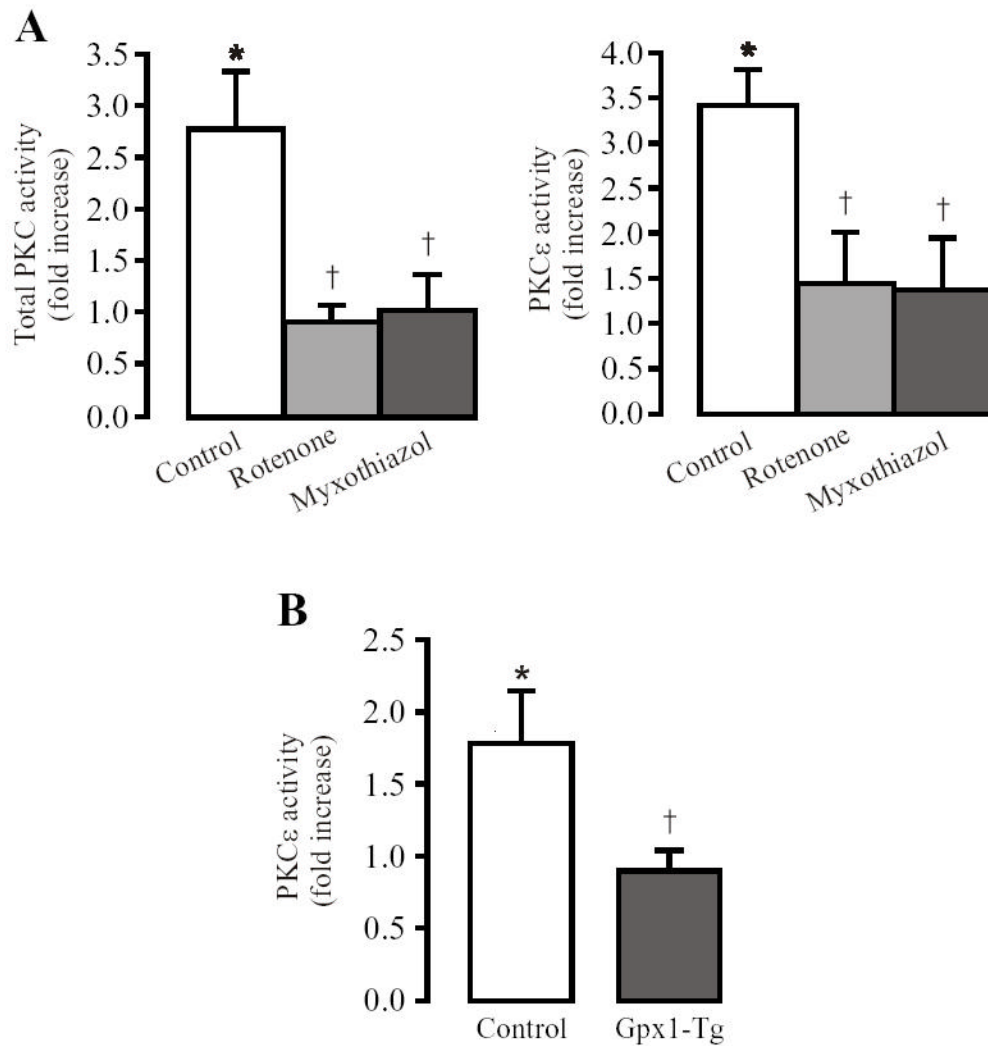 A
Total PKC activity
(fold increase)
3.5
3.0
2.5
2.0
1.5
1.0
0.5
0.0
*
†
†
Control
Rotenone
Myxothiazol
PKCε activity
(fold increase)
4.0
3.5
3.0
2.5
2.0
1.5
1.0
0.5
0.0
*
†
†
Control
Rotenone
Myxothiazol
B
PKCε activity
(fold increase)
2.5
2.0
1.5
1.0
0.5
0.0
*
†
Control
Gpx1-Tg